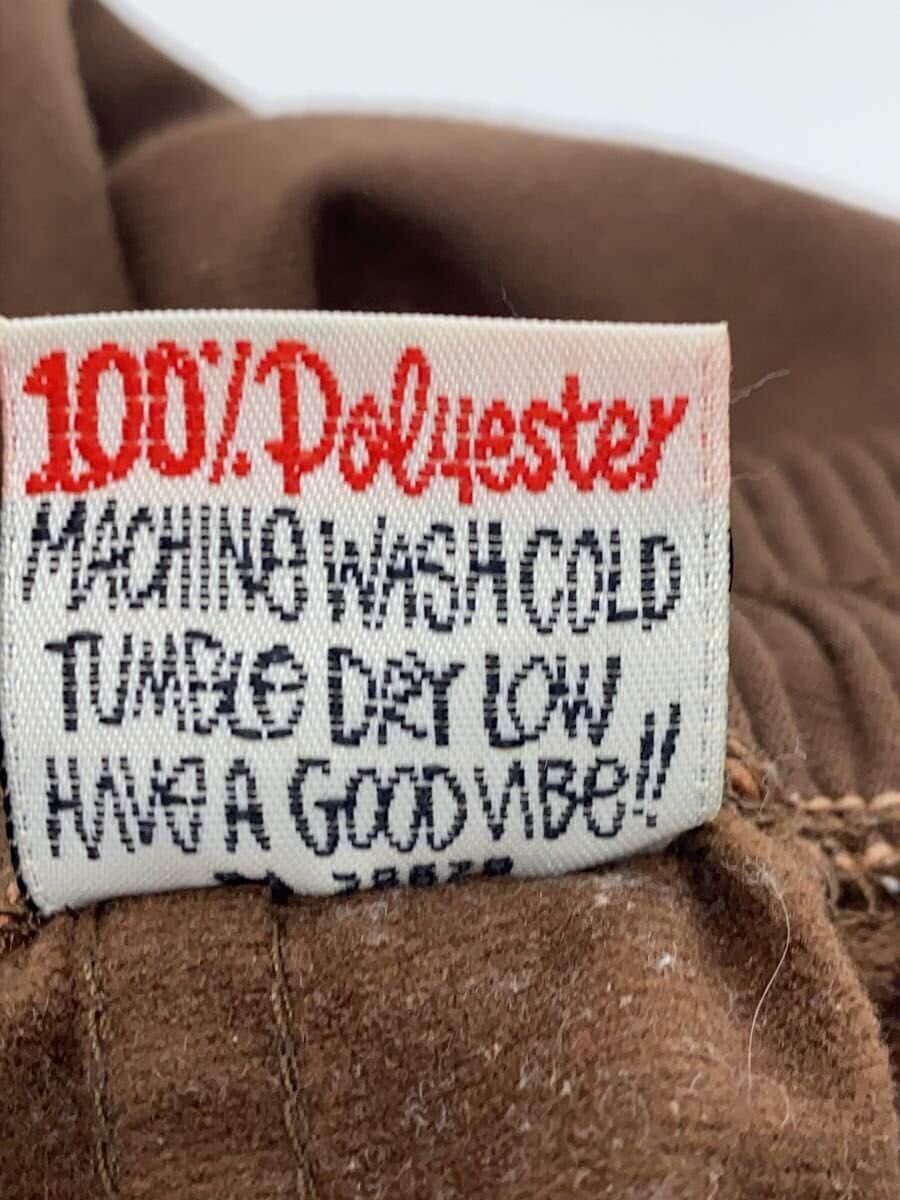 100% Polyester
MACHINE WASH COLD
TUMBLE DRY LOW
HAVE A GOOD VIBE!!